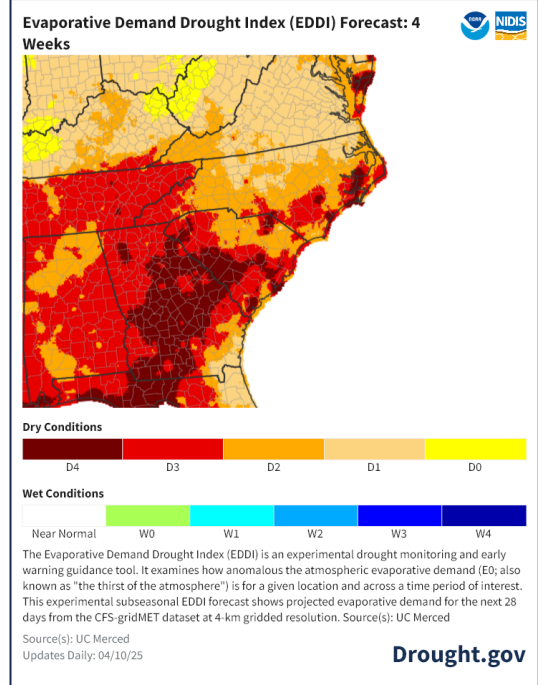 Evaporative Demand Drought Index (EDDI) Forecast: 4
Weeks
NOAA
NIDIS
Dry Conditions
D4 D3 D2 D1 D0
Wet Conditions
Near Normal W0 W1 W2 W3 W4
The Evaporative Demand Drought Index (EDDI) is an experimental drought monitoring and early
warning guidance tool. It examines how anomalous the atmospheric evaporative demand (E0; also
known as "the thirst of the atmosphere") is for a given location and across a time period of interest.
This experimental subseasonal EDDI forecast shows projected evaporative demand for the next 28
days from the CFS-gridMET dataset at 4-km gridded resolution. Source(s): UC Merced
Source(s): UC Merced
Updates Daily: 04/10/25
Drought.gov